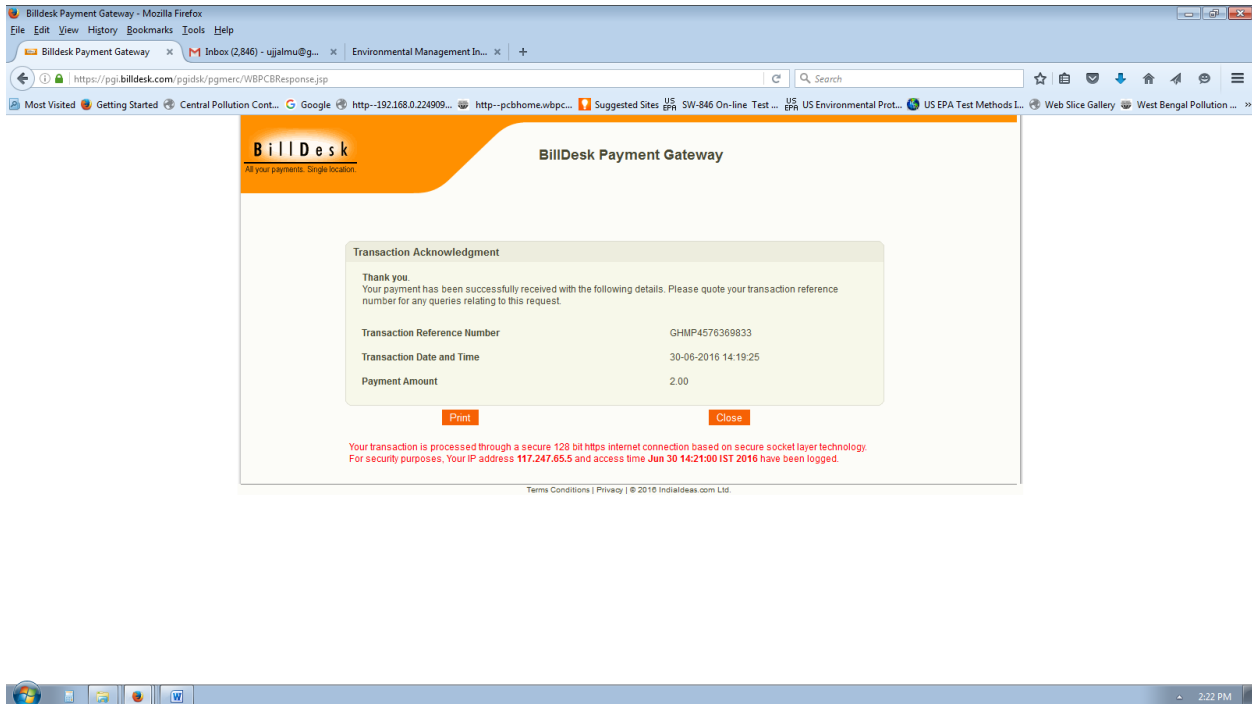 Billdesk Payment Gateway - Mozilla Firefox
File Edit View History Bookmarks Tools Help
Billdesk Payment Gateway × Inbox (2,846) - ujjalmu@g... × Environmental Management In... × +
https://pgi.billdesk.com/pgidsk/pgmerc/WBPCBResponse.jsp Search
Most Visited Getting Started Central Pollution Cont... Google http--192.168.0.224909... http--pcbhome.wbpc... Suggested Sites US EPA SW-846 On-line Test ... US EPA US Environmental Prot... US EPA Test Methods I... Web Slice Gallery West Bengal Pollution ... »
BillDesk
All your payments. Single location.
BillDesk Payment Gateway
Transaction Acknowledgment
Thank you.
Your payment has been successfully received with the following details. Please quote your transaction reference
number for any queries relating to this request.
Transaction Reference Number GHMP4576369833
Transaction Date and Time 30-06-2016 14:19:25
Payment Amount 2.00
Print Close
Your transaction is processed through a secure 128 bit https internet connection based on secure socket layer technology.
For security purposes, Your IP address 117.247.65.5 and access time Jun 30 14:21:00 IST 2016 have been logged.
Terms Conditions | Privacy | © 2016 IndiaIdeas.com Ltd.
2:22 PM